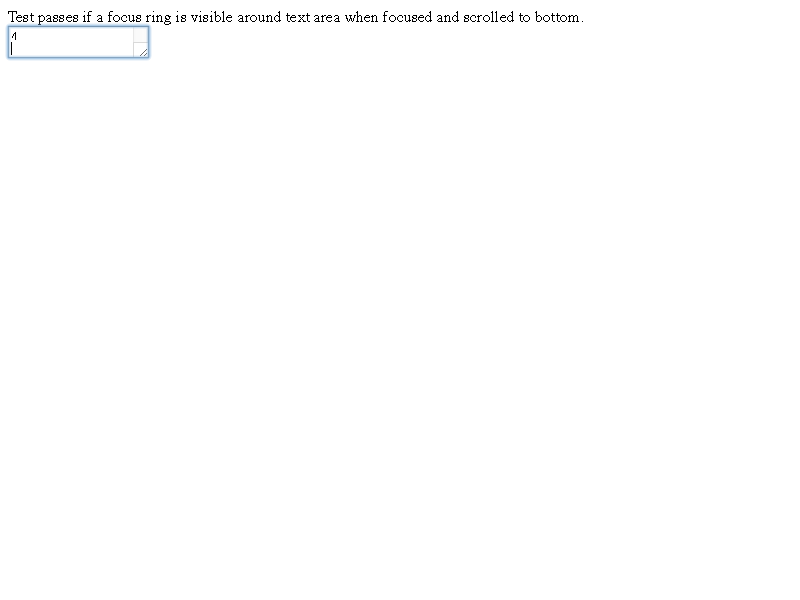 Test passes if a focus ring is visible around text area when focused and scrolled to bottom.
4